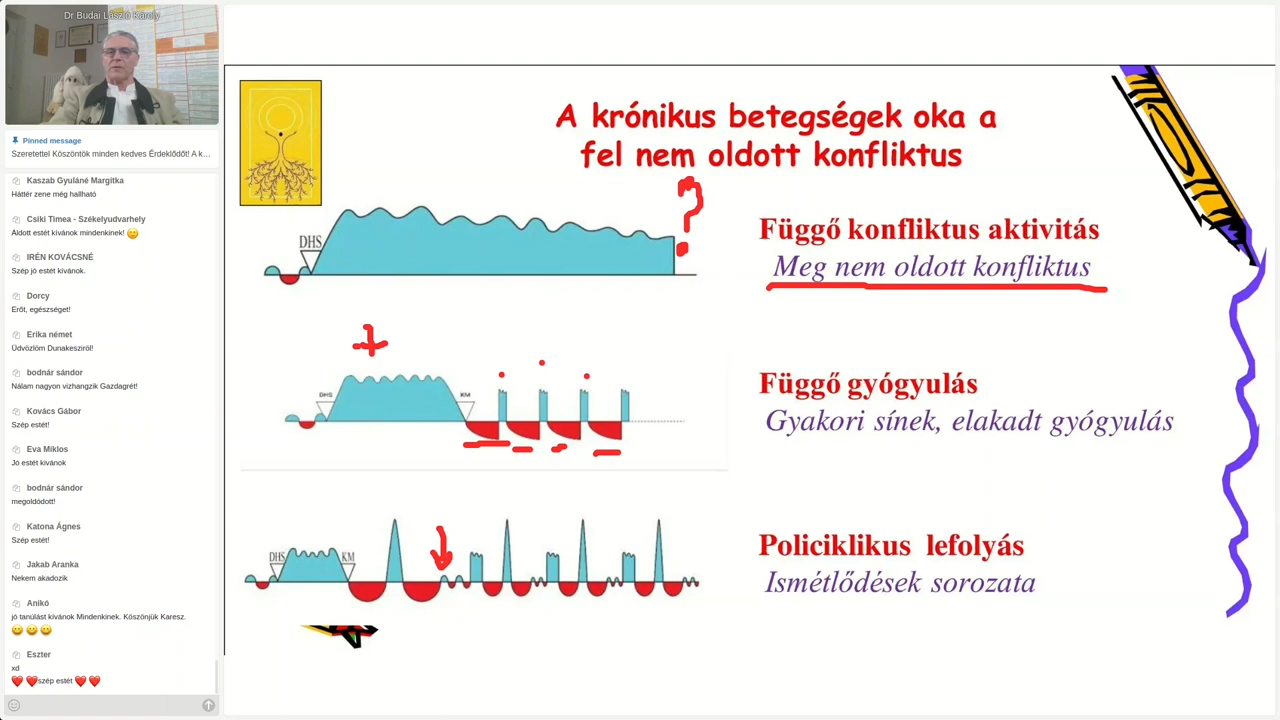 Dr Budai László Károly
Pinned message
Szeretettel Köszöntök minden kedves Érdeklődőt! A k...
Kaszab Gyuláné Margitka
Háttér zene még hallható
Csiki Timea - Székelyudvarhely
Áldott estét kívánok mindenkinek!
IRÉN KOVÁCSNÉ
Szép jó estét kívánok.
Dorcy
Erőt, egészséget!
Erika német
Üdvözlöm Dunakesziröl!
bodnár sándor
Nálam nagyon vizhangzik Gazdagrét!
Kovács Gábor
Szép estét!
Eva Miklos
Jó estét kívánok
bodnár sándor
megoldódott!
Katona Ágnes
Szép estét!
Jakab Aranka
Nekem akadozik
Anikó
jó tanúlást kívánok Mindenkinek. Köszönjük Karesz.
Eszter
xd
szép estét
A krónikus betegségek oka a
fel nem oldott konfliktus
DHS
?
Függő konfliktus aktivitás
Meg nem oldott konfliktus
DHS
KM
Függő gyógyulás
Gyakori sínek, elakadt gyógyulás
DHS
KM
Policiklikus lefolyás
Ismétlődések sorozata